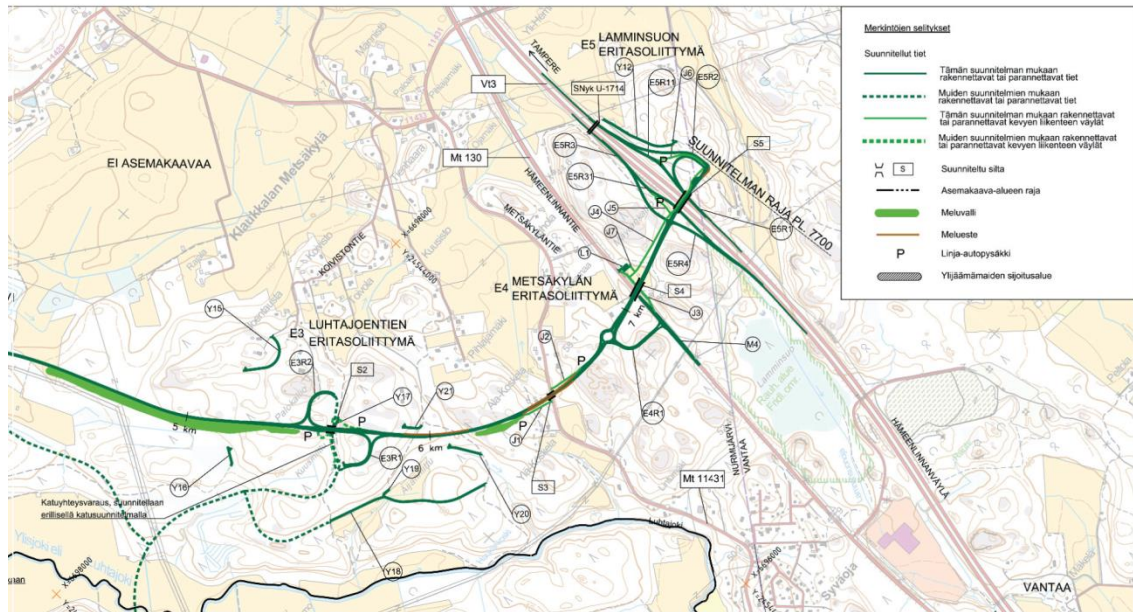 EI ASEMAKAAVAA
Klaukkalan Metsäkylä
KOIVISTONTIE
X=6698000
TAMPERE
Vt3
Mt 130
HÄMEENLINNANTIE
METSÄKYLÄNTIE
E5
LAMMINSUON
ERITASOLIITTYMÄ
SNyk U-1714
Y12
E5R11
J6
E5R2
E5R3
P
S5
SUUNNITELMAN RAJA PL. 7700
E5R31
P
J4
J5
J7
E5R1
L1
E5R4
E4
METSÄKYLÄN
ERITASOLIITTYMÄ
S4
J3
7 km
M4
J2
P
E4R1
E3
LUHTAJOENTIEN
ERITASOLIITTYMÄ
Y15
E3R2
S2
Y17
Y21
P
P
5 km
6 km
P
J1
E3R1
Y19
S3
Y16
Y20
Y18
Katuyhteysvaraus, suunnitellaan
erillisellä katusuunnitelmalla
Luhtajoki
Mt 11431
NURMIJÄRVI
VANTAA
HÄMEENLINNANVÄYLÄ
Lamminsuo
Syväoja
VANTAA
Merkintöjen selitykset
Suunnitellut tiet
Tämän suunnitelman mukaan
rakennettavat tai parannettavat tiet
Muiden suunnitelmien mukaan
rakennettavat tai parannettavat tiet
Tämän suunnitelman mukaan rakennettavat
tai parannettavat kevyen liikenteen väylät
Muiden suunnitelmien mukaan rakennettavat
tai parannettavat kevyen liikenteen väylät
S
Suunniteltu silta
Asemakaava-alueen raja
Meluvalli
Melueste
P
Linja-autopysäkki
Ylijäämämaiden sijoitusalue